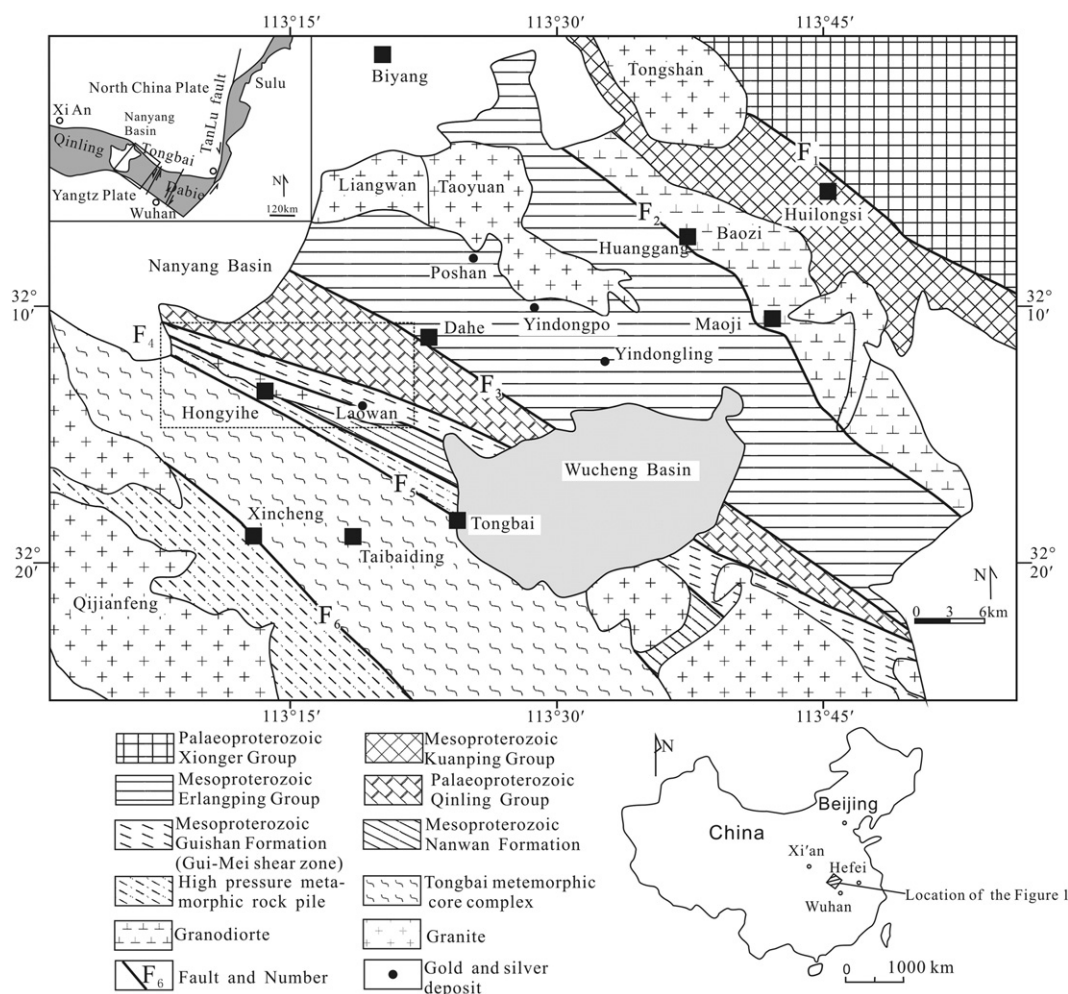 113°15′
113°30′
113°45′
North China Plate
Xi An
Nanyang
Basin
Tongbai
Qinling
Yangtz Plate
Dabie
Wuhan
TanLu fault
Sulu
N
120km
Biyang
Tongshan
F1
Liangwan
Taoyuan
F2
Huilongsi
Baozi
Huanggang
Nanyang Basin
Poshan
32°
10′
32°
10′
Yindongpo
Maoji
Dahe
F4
Yindongling
F3
Hongyihe
Laowan
Wucheng Basin
F5
Xincheng
Tongbai
Taibaiding
32°
20′
32°
20′
N
Qijianfeng
F6
0 3 6km
113°15′
113°30′
113°45′
Palaeoproterozoic
Xionger Group
Mesoproterozoic
Kuanping Group
Mesoproterozoic
Erlangping Group
Palaeoproterozoic
Qinling Group
Mesoproterozoic
Guishan Formation
(Gui-Mei shear zone)
Mesoproterozoic
Nanwan Formation
High pressure meta-
morphic rock pile
Tongbai metemorphic
core complex
Granodiorte
Granite
F6
Fault and Number
Gold and silver
deposit
N
Beijing
China
Xi'an
Hefei
Wuhan
Location of the Figure 1
0 1000 km